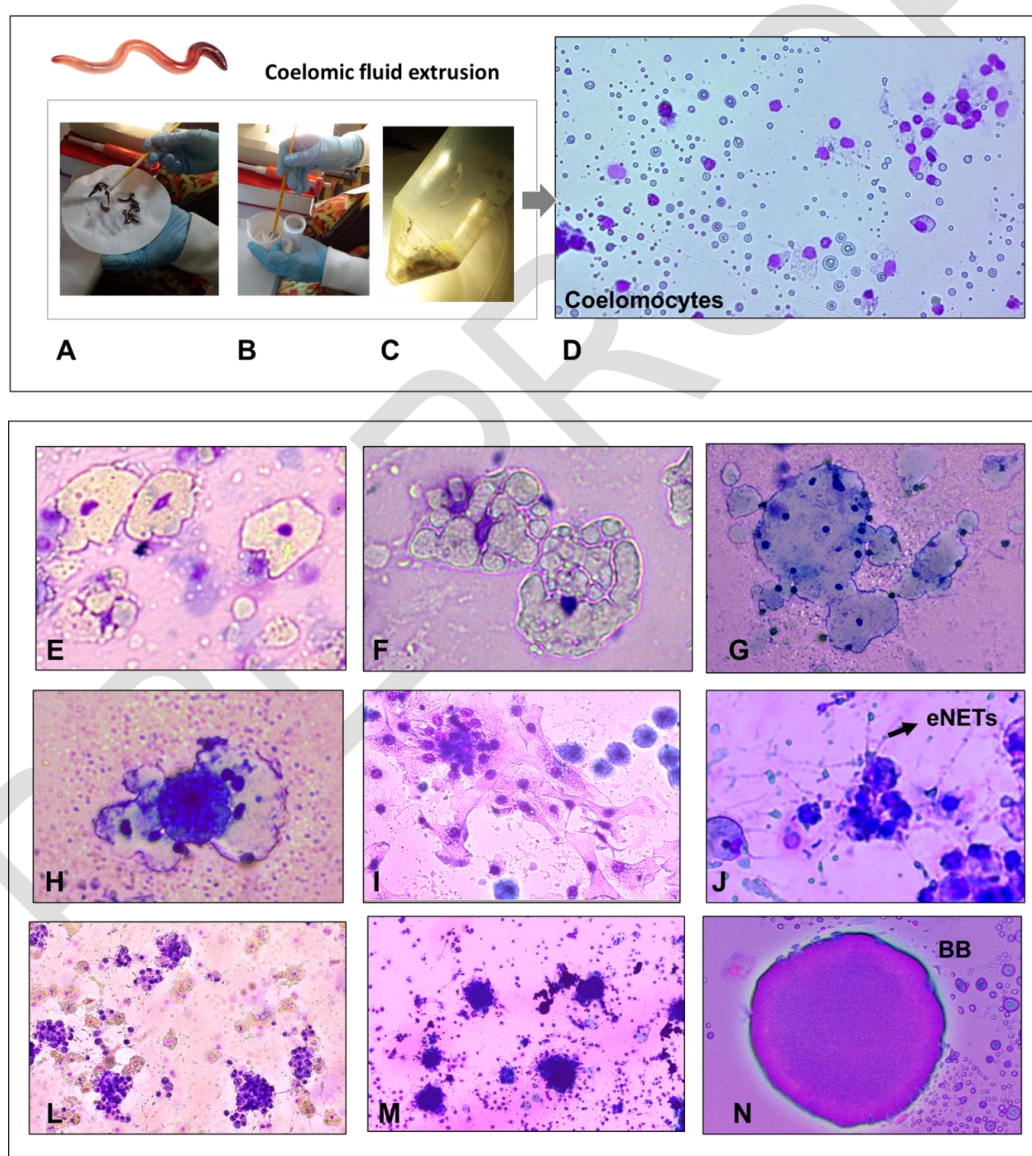 Coelomic fluid extrusion
Coelomocytes
A B C D
E F G
eNETs
H I J
BB
L M N